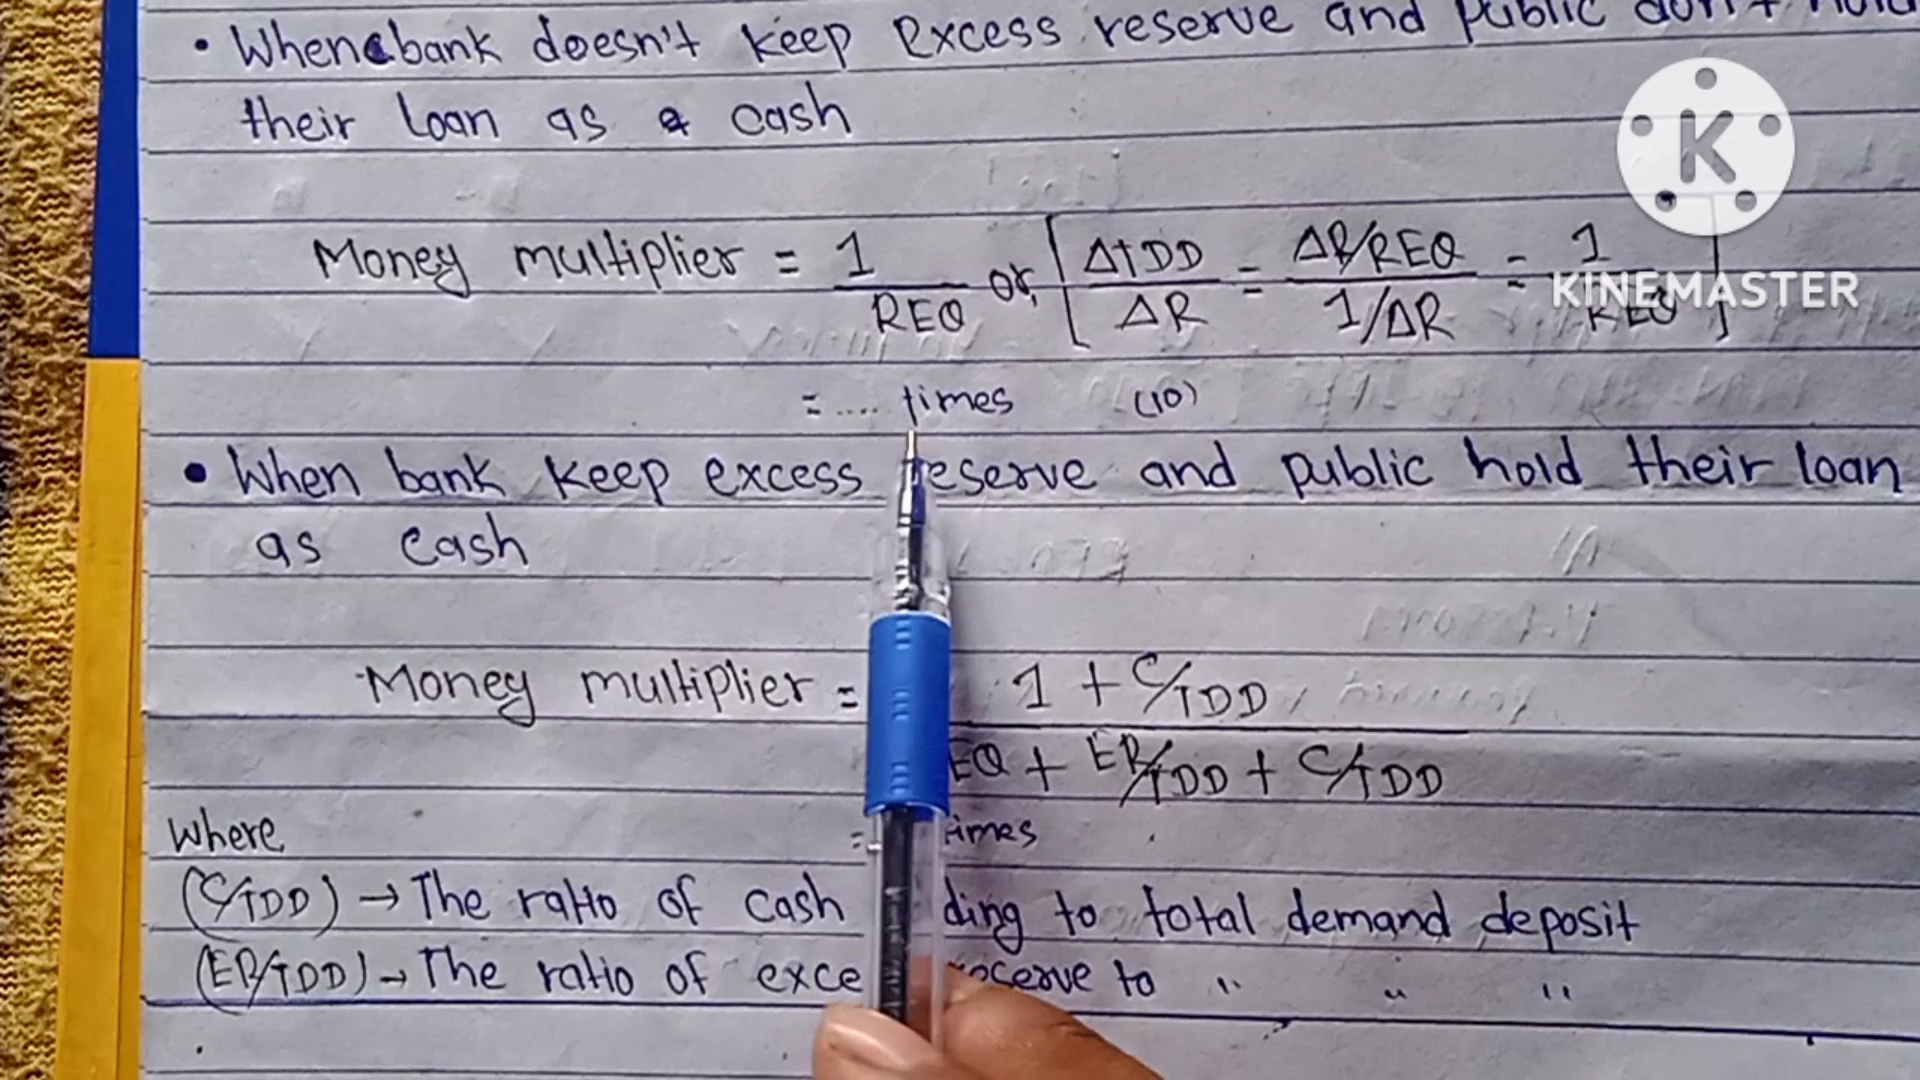 • When bank doesn't keep excess reserve and public don't hold
their loan as a cash
K
KINEMASTER
Money multiplier = 1/REQ or, [ ΔTDD/ΔR = ΔR/REQ / 1/ΔR = 1/REQ ]
= .... times (10)
• When bank keep excess reserve and public hold their loan
as cash
Money multiplier = 1 + C/TDD
EQ + ER/TDD + C/TDD
Where = times
(C/TDD) → The ratio of cash ding to total demand deposit
(ER/TDD) → The ratio of exce reserve to " " "